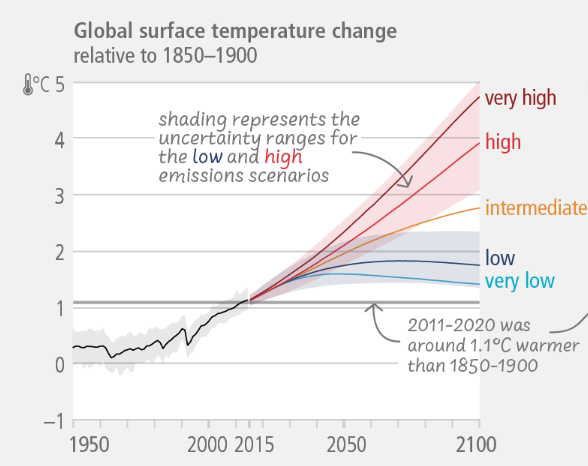 Global surface temperature change
relative to 1850–1900
°C 5
very high
shading represents the
uncertainty ranges for
the low and high
emissions scenarios
4
high
3
intermediate
2
low
very low
1
2011-2020 was
around 1.1°C warmer
than 1850-1900
0
–1
1950 2000 2015 2050 2100